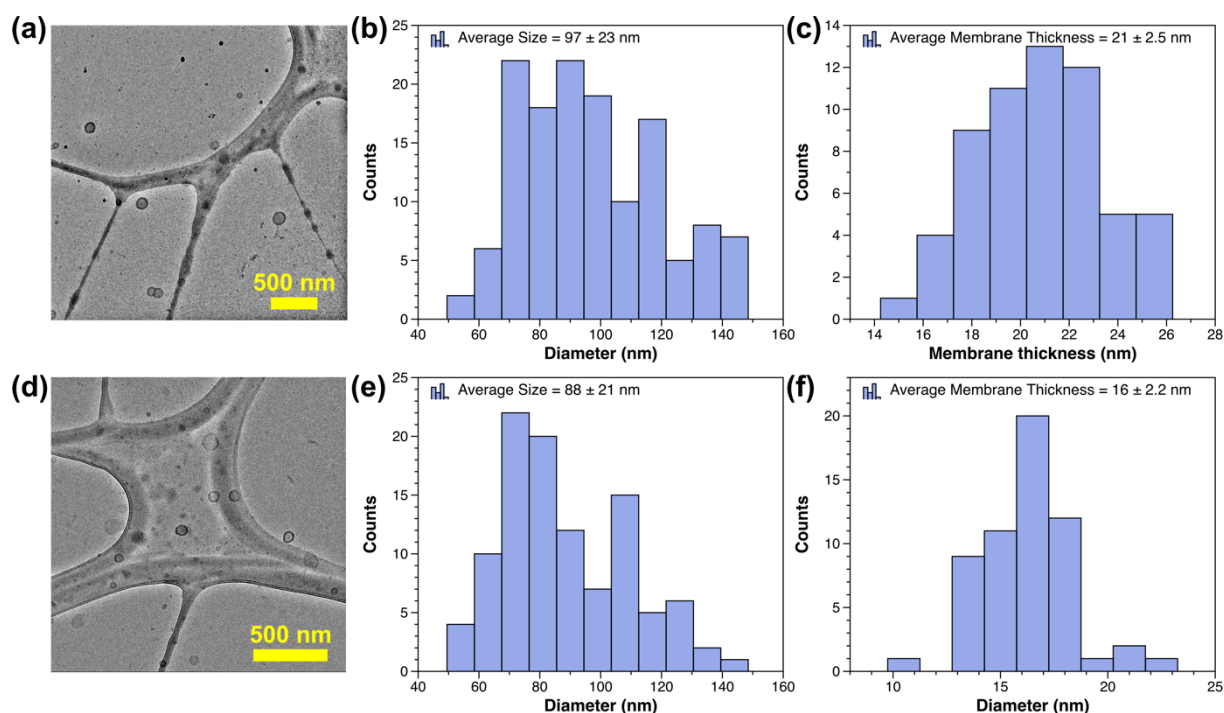 (a)
500 nm
(b)
Average Size = 97 ± 23 nm
25
20
15
10
5
0
Counts
40 60 80 100 120 140 160
Diameter (nm)
(c)
Average Membrane Thickness = 21 ± 2.5 nm
14
12
10
8
6
4
2
0
Counts
14 16 18 20 22 24 26 28
Membrane thickness (nm)
(d)
500 nm
(e)
Average Size = 88 ± 21 nm
25
20
15
10
5
0
Counts
40 60 80 100 120 140 160
Diameter (nm)
(f)
Average Membrane Thickness = 16 ± 2.2 nm
20
15
10
5
0
Counts
10 15 20 25
Diameter (nm)